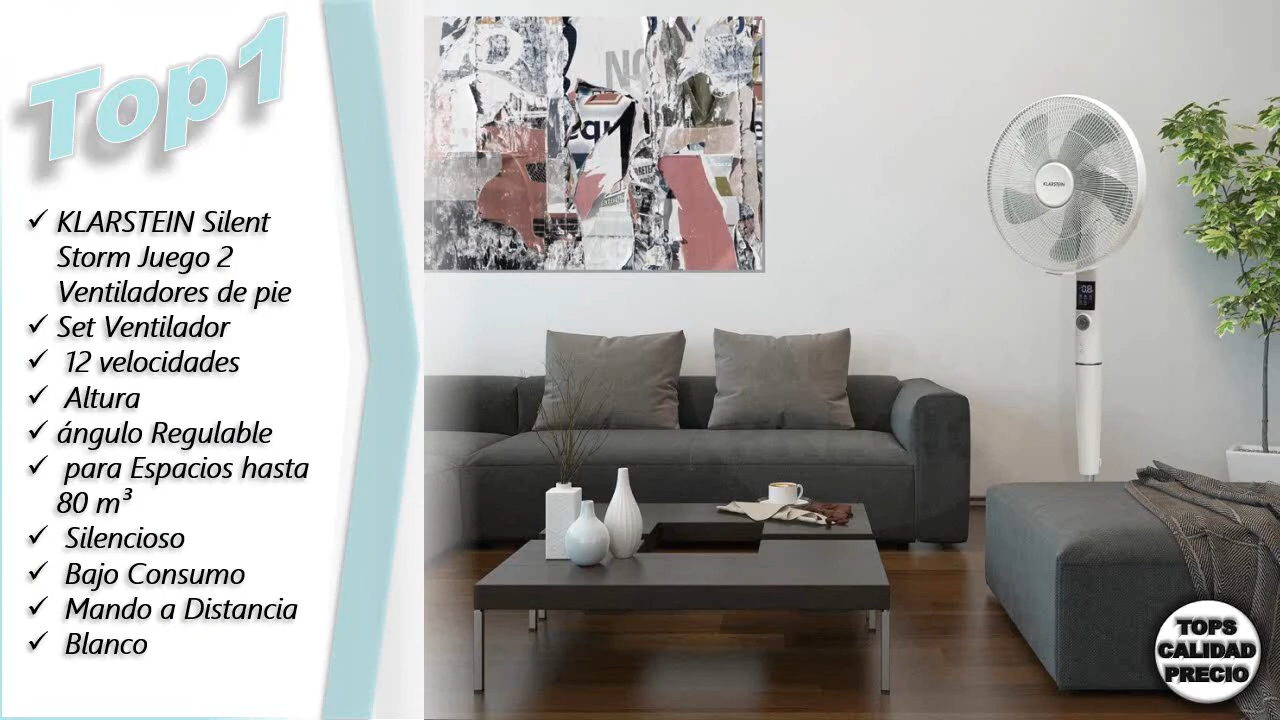 Top1
✓ KLARSTEIN Silent
Storm Juego 2
Ventiladores de pie
✓ Set Ventilador
✓ 12 velocidades
✓ Altura
✓ ángulo Regulable
✓ para Espacios hasta
80 m³
✓ Silencioso
✓ Bajo Consumo
✓ Mando a Distancia
✓ Blanco
NO
KLARSTEIN
TOPS
CALIDAD
PRECIO